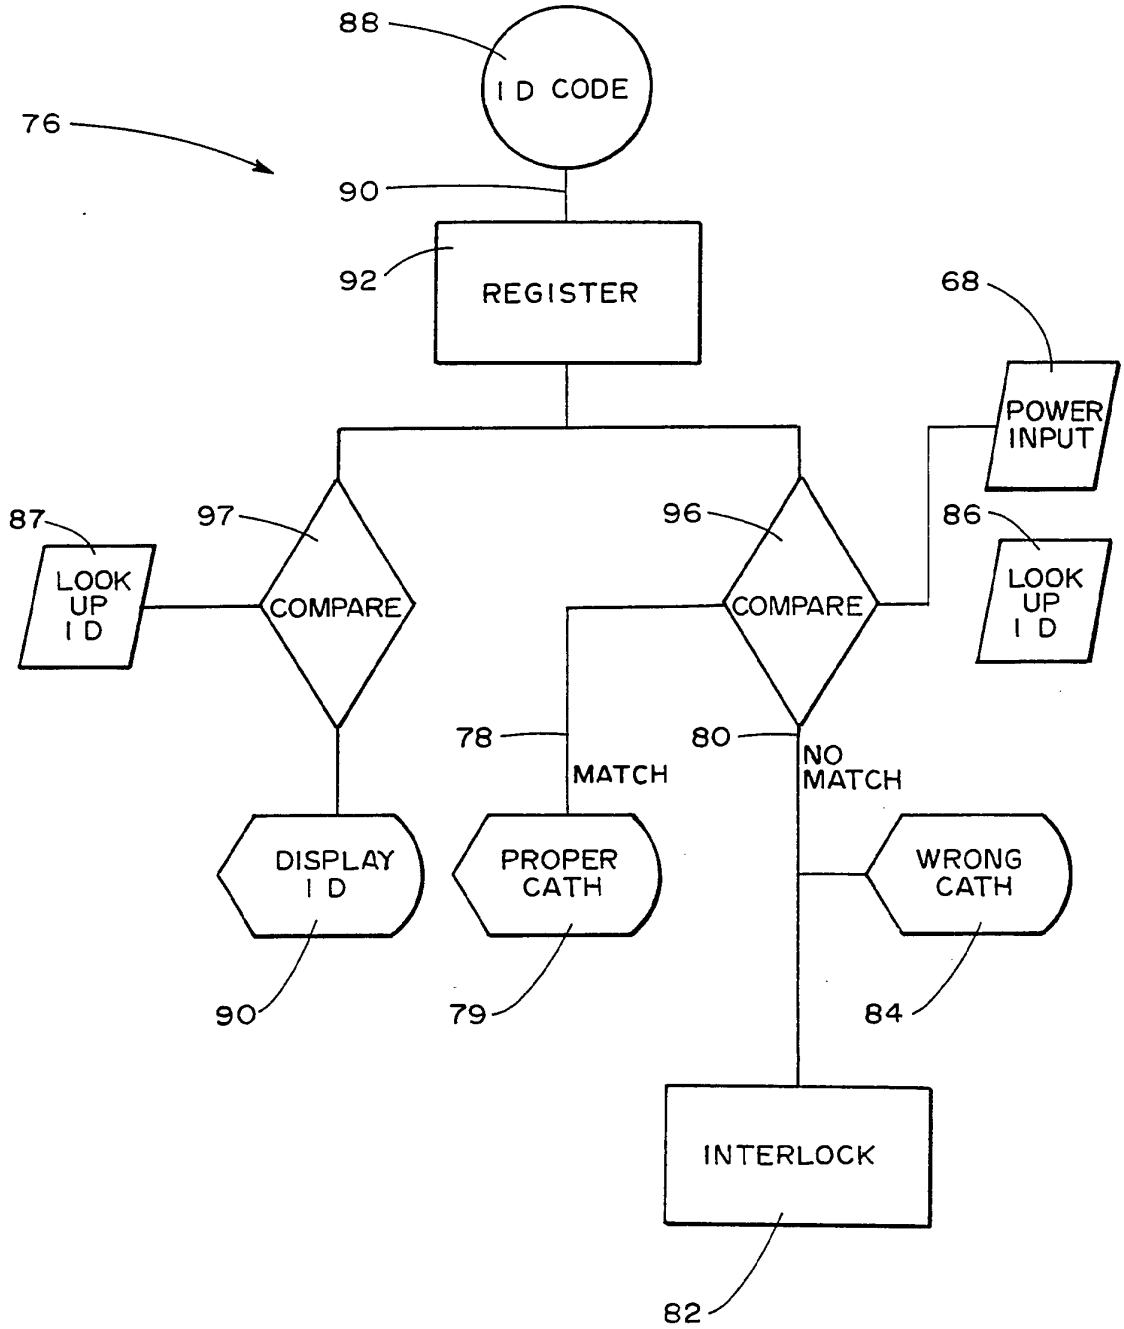 88
I D CODE
76
90
92
REGISTER
68
POWER
INPUT
87
97
96
86
LOOK
UP
I D
COMPARE
COMPARE
LOOK
UP
I D
78
80
MATCH
NO
MATCH
DISPLAY
I D
PROPER
CATH
WRONG
CATH
90
79
84
INTERLOCK
82